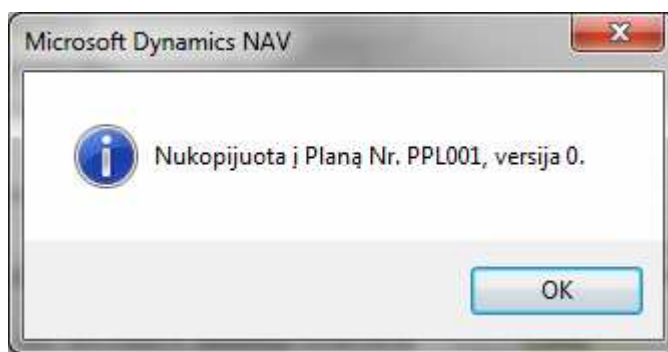 Microsoft Dynamics NAV
Nukopijuota į Planą Nr. PPL001, versija 0.
OK